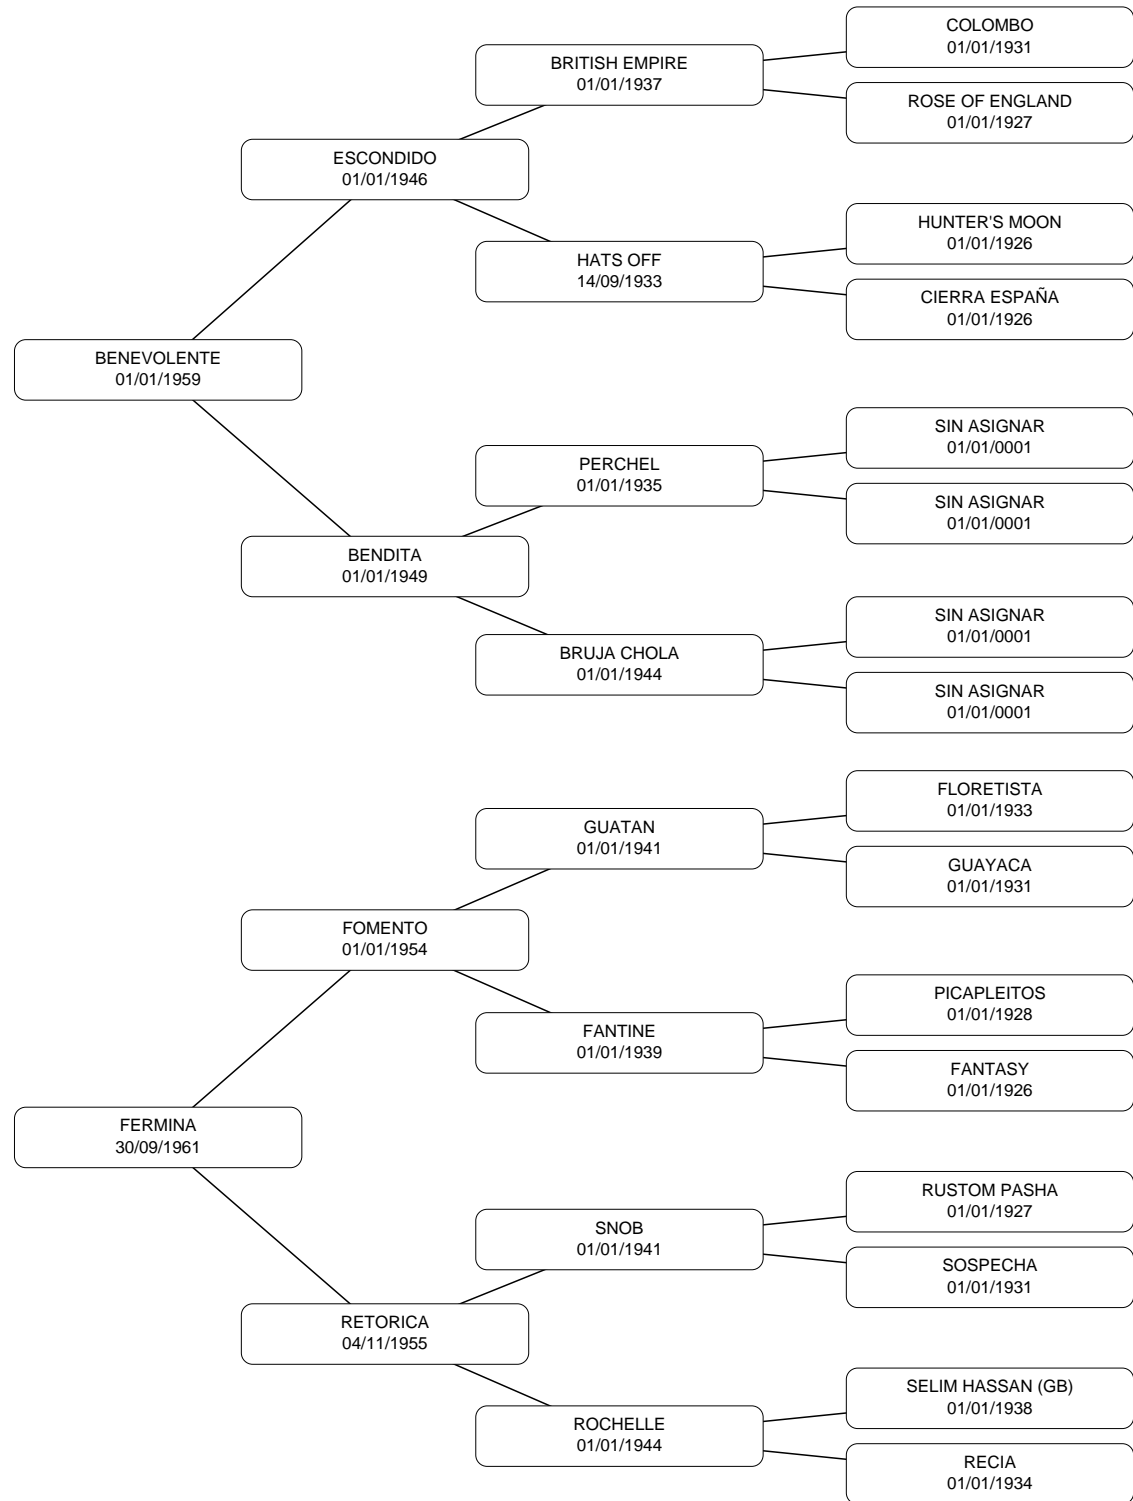 COLOMBO
01/01/1931
BRITISH EMPIRE
01/01/1937
ROSE OF ENGLAND
01/01/1927
ESCONDIDO
01/01/1946
HUNTER'S MOON
01/01/1926
HATS OFF
14/09/1933
CIERRA ESPAÑA
01/01/1926
BENEVOLENTE
01/01/1959
SIN ASIGNAR
01/01/0001
PERCHEL
01/01/1935
SIN ASIGNAR
01/01/0001
BENDITA
01/01/1949
SIN ASIGNAR
01/01/0001
BRUJA CHOLA
01/01/1944
SIN ASIGNAR
01/01/0001
FLORETISTA
01/01/1933
GUATAN
01/01/1941
GUAYACA
01/01/1931
FOMENTO
01/01/1954
PICAPLEITOS
01/01/1928
FANTINE
01/01/1939
FANTASY
01/01/1926
FERMINA
30/09/1961
RUSTOM PASHA
01/01/1927
SNOB
01/01/1941
SOSPECHA
01/01/1931
RETORICA
04/11/1955
SELIM HASSAN (GB)
01/01/1938
ROCHELLE
01/01/1944
RECIA
01/01/1934